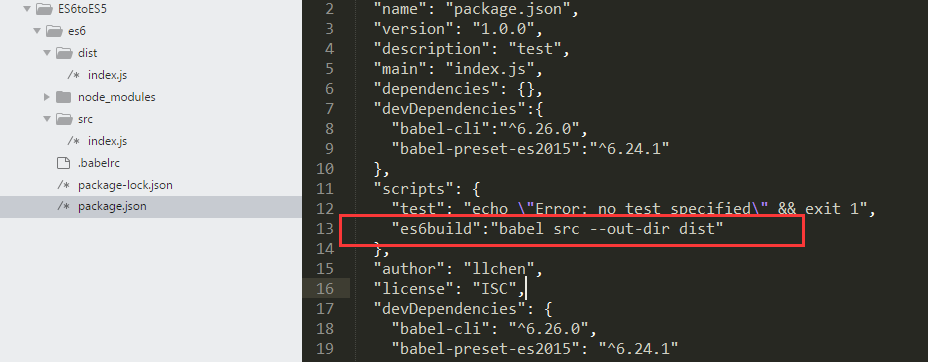 ES6toES5
es6
dist
index.js
node_modules
src
index.js
.babelrc
package-lock.json
package.json
2 "name": "package.json",
3 "version": "1.0.0",
4 "description": "test",
5 "main": "index.js",
6 "dependencies": {},
7 "devDependencies":{
8 "babel-cli":"^6.26.0",
9 "babel-preset-es2015":"^6.24.1"
10 },
11 "scripts": {
12 "test": "echo \"Error: no test specified\" && exit 1",
13 "es6build":"babel src --out-dir dist"
14 },
15 "author": "llchen",
16 "license": "ISC",
17 "devDependencies": {
18 "babel-cli": "^6.26.0",
19 "babel-preset-es2015": "^6.24.1"